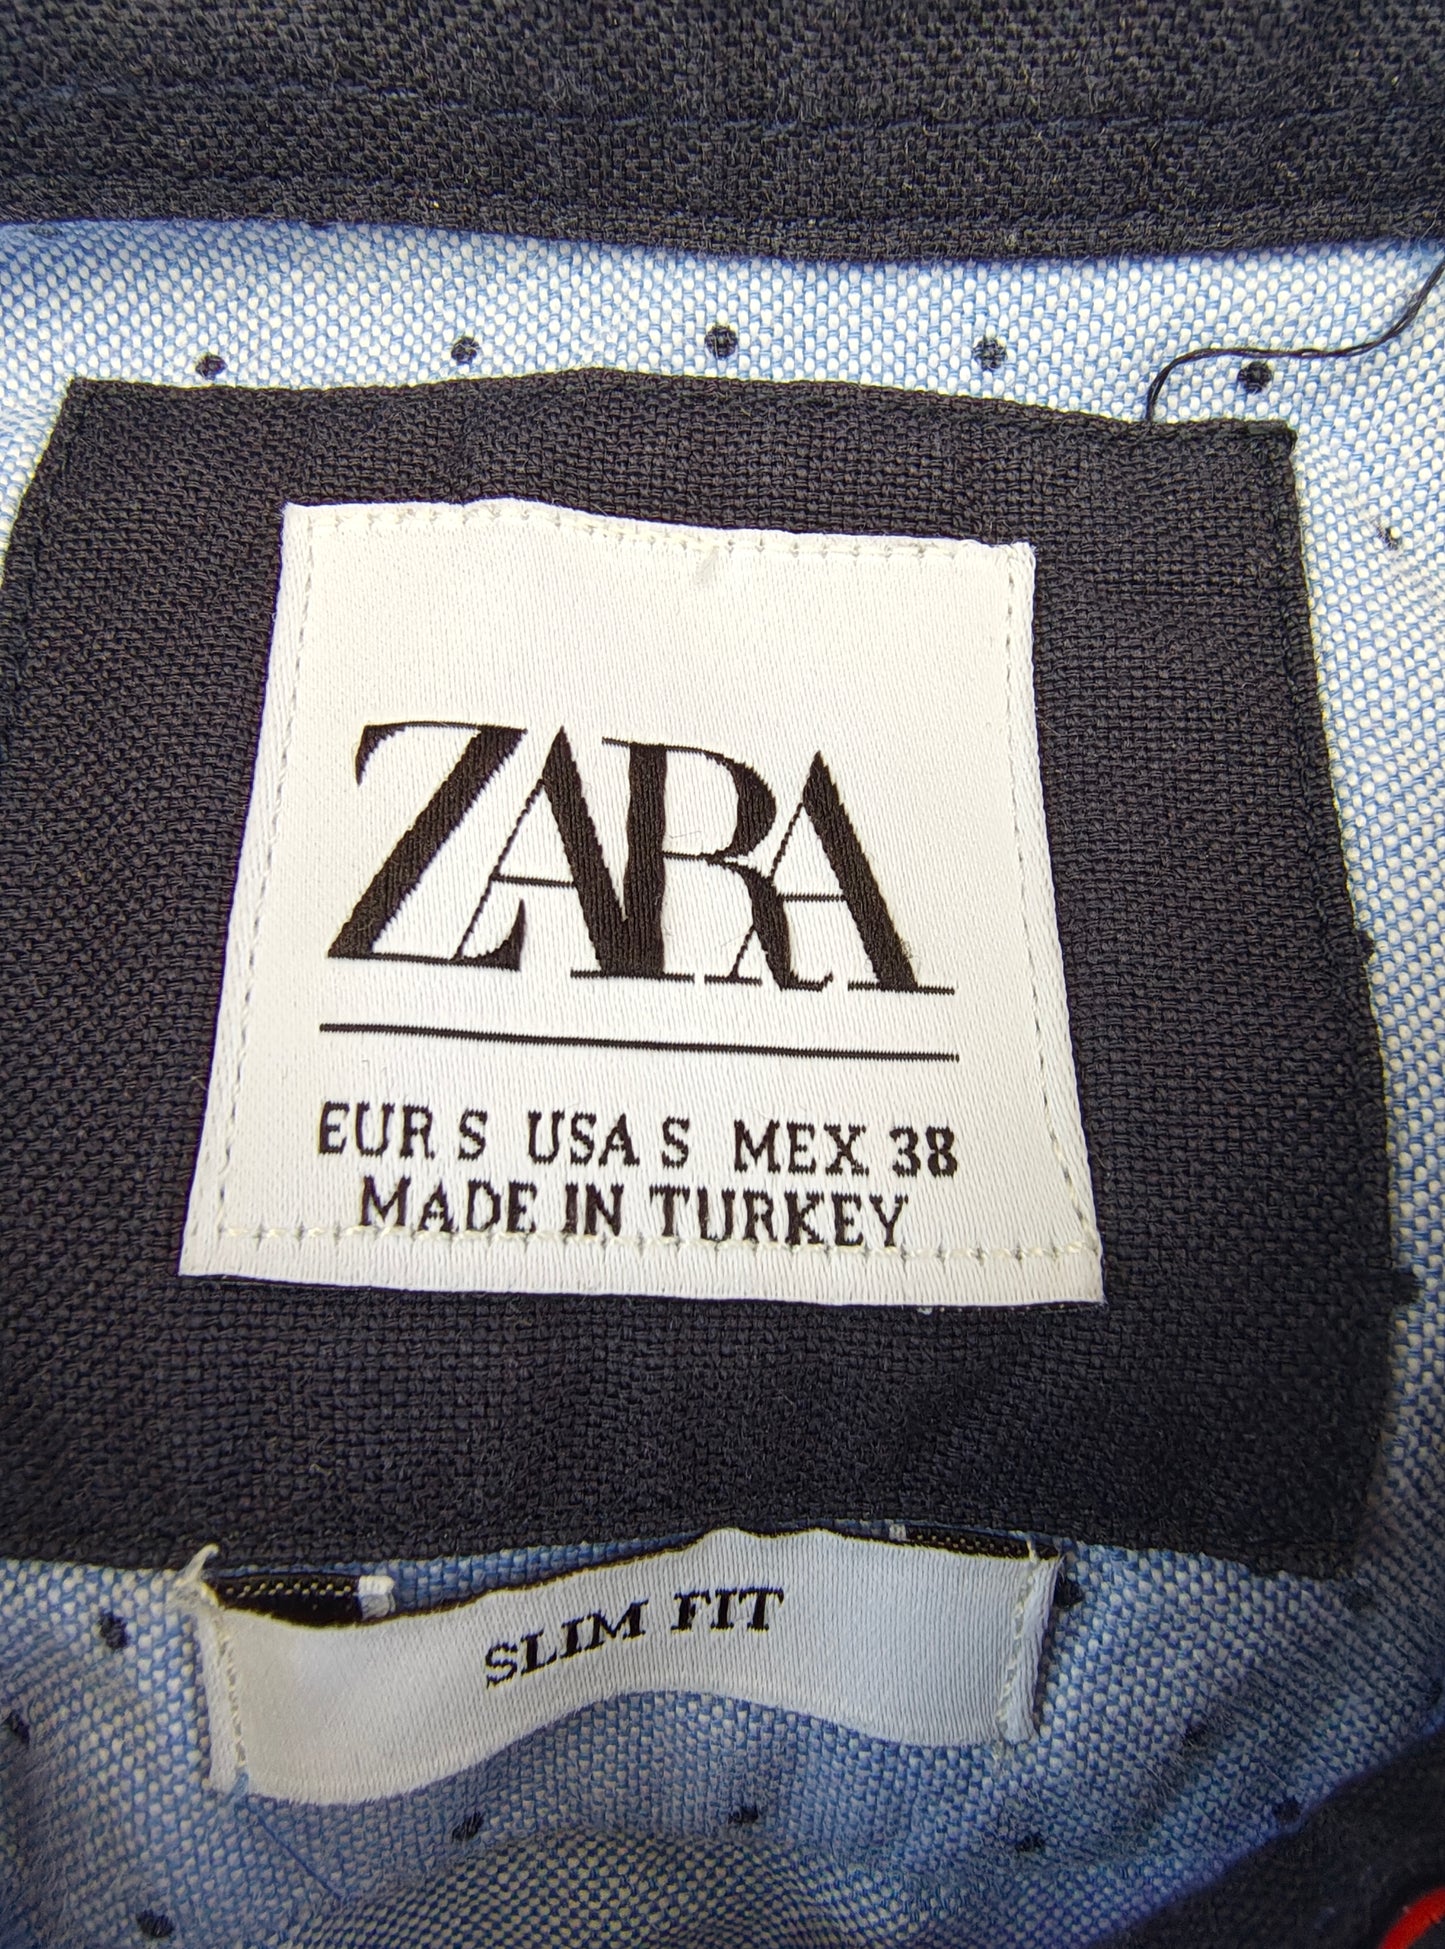 ZARA
EUR S USA S MEX 38
MADE IN TURKEY
SLIM FIT